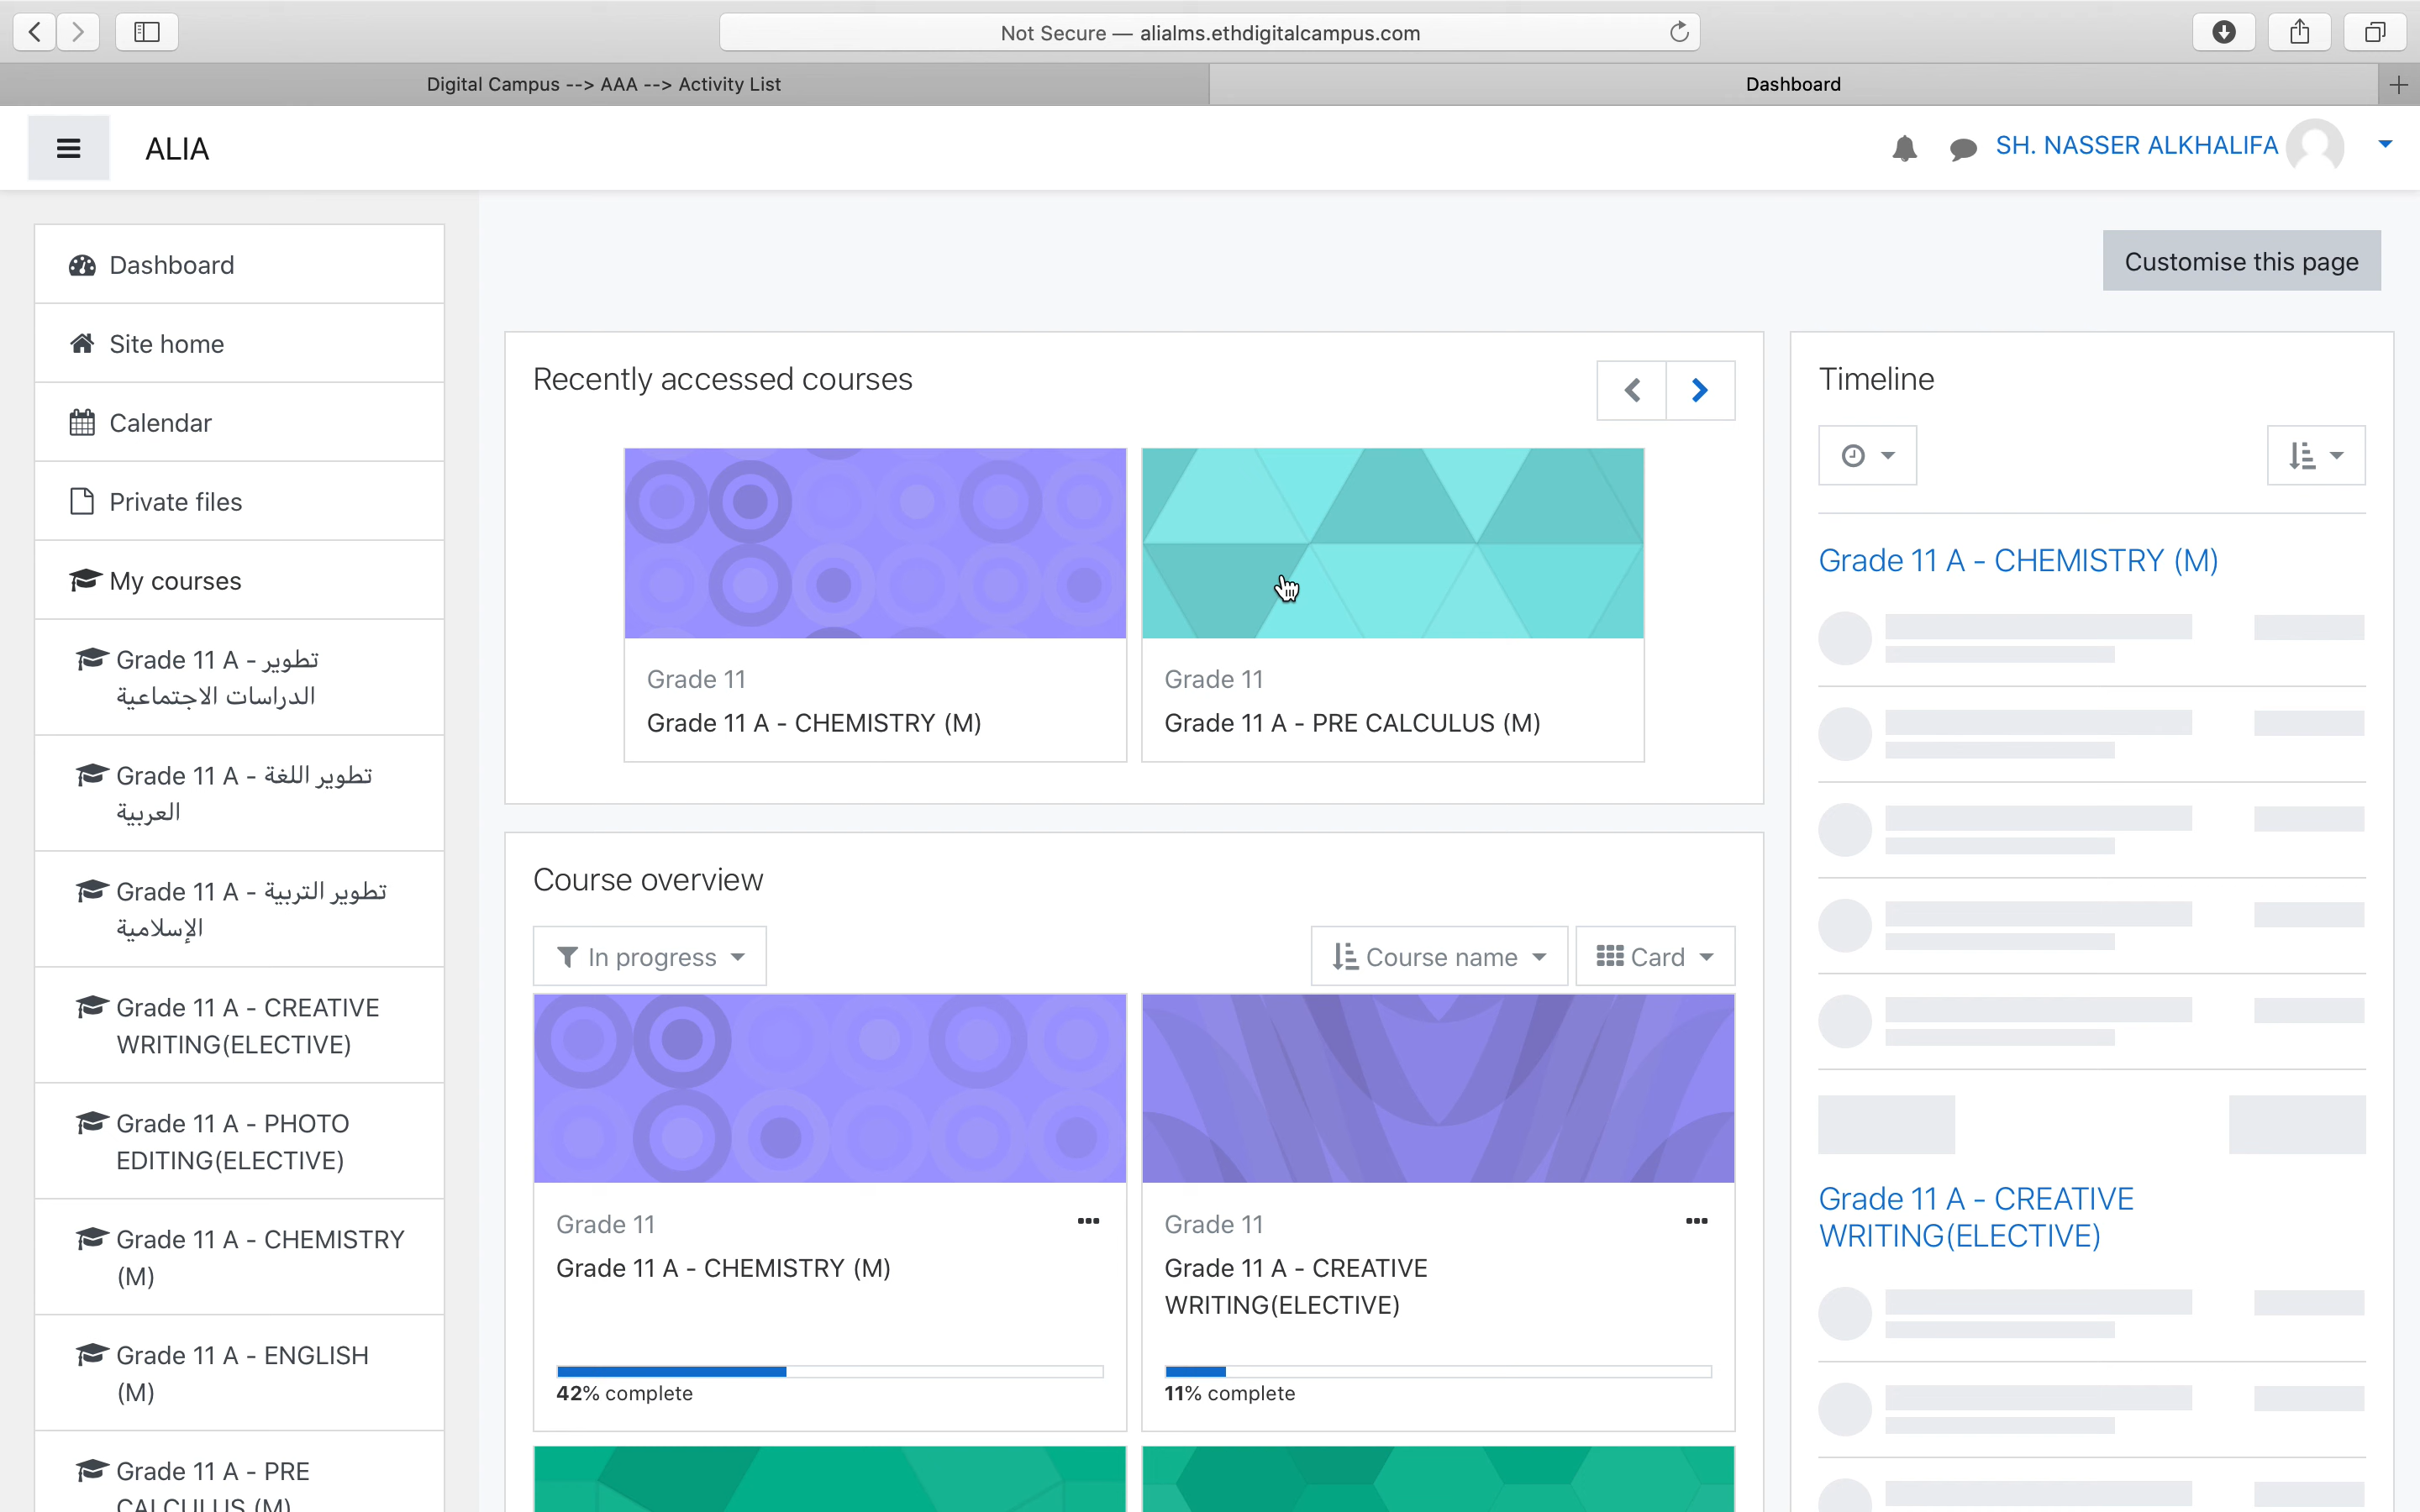 Not Secure — alialms.ethdigitalcampus.com
Digital Campus --> AAA --> Activity List
Dashboard
ALIA
SH. NASSER ALKHALIFA
Customise this page
Dashboard
Site home
Calendar
Private files
My courses
Grade 11 A - تطوير
الدراسات الاجتماعية
Grade 11 A - تطوير اللغة
العربية
Grade 11 A - تطوير التربية
الإسلامية
Grade 11 A - CREATIVE
WRITING(ELECTIVE)
Grade 11 A - PHOTO
EDITING(ELECTIVE)
Grade 11 A - CHEMISTRY
(M)
Grade 11 A - ENGLISH
(M)
Grade 11 A - PRE
CALCULUS (M)
Recently accessed courses
Grade 11
Grade 11 A - CHEMISTRY (M)
Grade 11
Grade 11 A - PRE CALCULUS (M)
Course overview
In progress
Course name
Card
Grade 11
Grade 11 A - CHEMISTRY (M)
42% complete
Grade 11
Grade 11 A - CREATIVE
WRITING(ELECTIVE)
11% complete
Timeline
Grade 11 A - CHEMISTRY (M)
Grade 11 A - CREATIVE
WRITING(ELECTIVE)